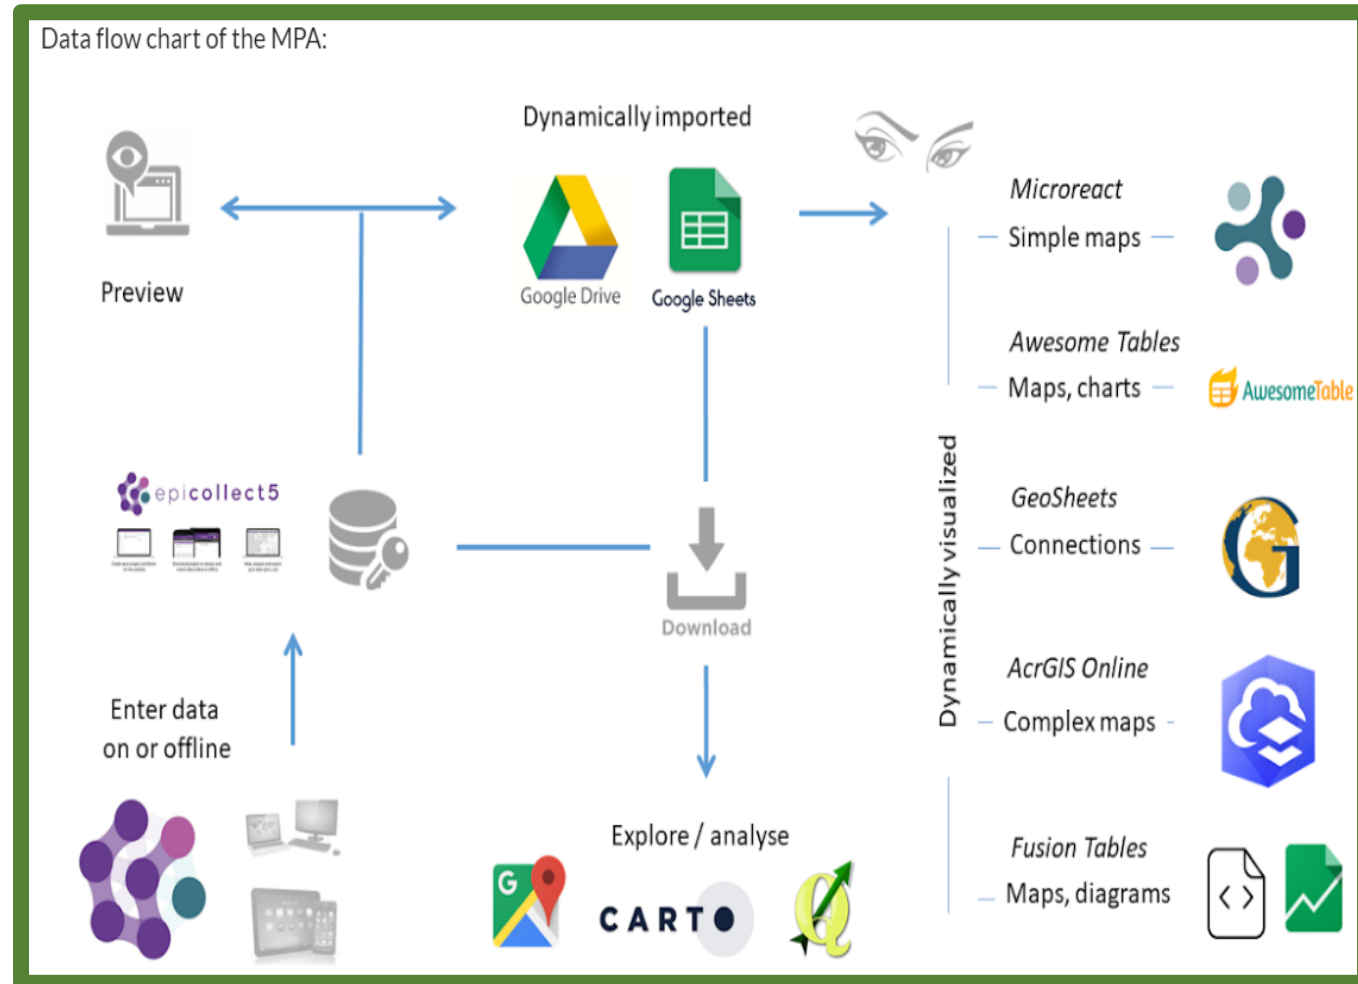 Data flow chart of the MPA:
Dynamically imported
Google Drive
Google Sheets
Preview
Microreact
Simple maps
Awesome Tables
Maps, charts
AwesomeTable
epicollect5
Dynamically visualized
GeoSheets
Connections
G
Download
AcrGIS Online
Complex maps
Enter data
on or offline
Explore / analyse
G
CARTO
Fusion Tables
Maps, diagrams